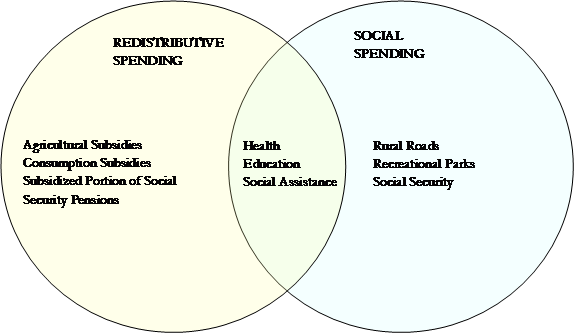 REDISTRIBUTIVE
SPENDING
SOCIAL
SPENDING
Agricultural Subsidies
Consumption Subsidies
Subsidized Portion of Social
Security Pensions
Health
Education
Social Assistance
Rural Roads
Recreational Parks
Social Security